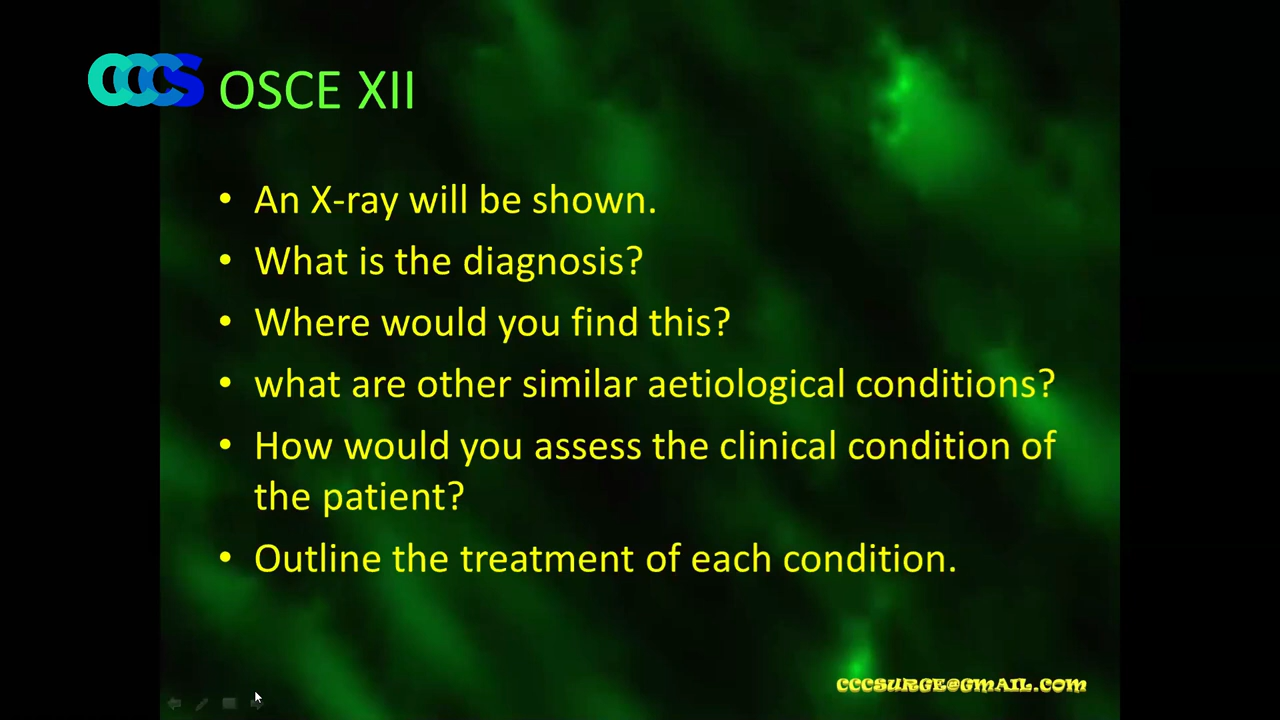 CCCS OSCE XII
• An X-ray will be shown.
• What is the diagnosis?
• Where would you find this?
• what are other similar aetiological conditions?
• How would you assess the clinical condition of
the patient?
• Outline the treatment of each condition.
CCCSURGE@GMAIL.COM